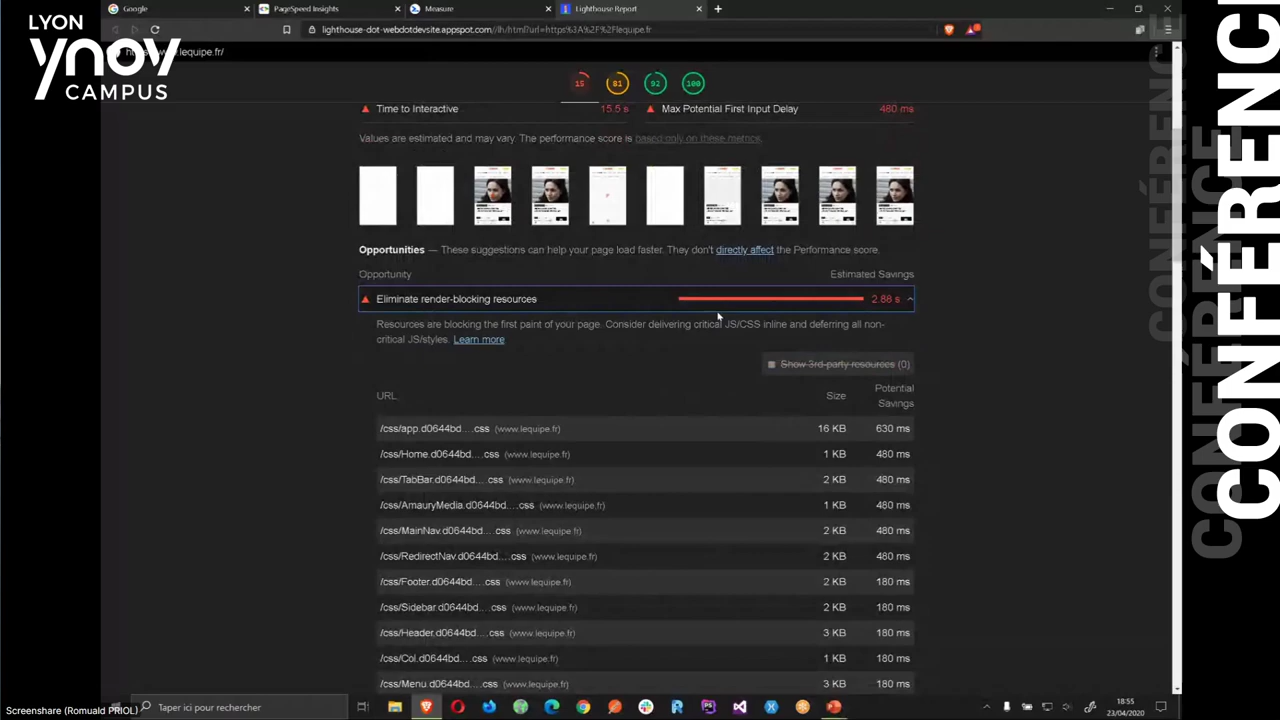 LYON
ynov
CAMPUS
Google
PageSpeed Insights
Measure
Lighthouse Report
lighthouse-dot-webdotdevsite.appspot.com/lh/html?url=https%3A%2F%2Flequipe.fr
lequipe.fr/
15
81
92
100
Time to Interactive 15.5 s
Max Potential First Input Delay 480 ms
Values are estimated and may vary. The performance score is based only on these metrics.
Opportunities — These suggestions can help your page load faster. They don't directly affect the Performance score.
Opportunity Estimated Savings
Eliminate render-blocking resources 2.88 s
Resources are blocking the first paint of your page. Consider delivering critical JS/CSS inline and deferring all non-
critical JS/styles. Learn more
Show 3rd-party resources (0)
URL Size Potential
Savings
/css/app.d0644bd….css (www.lequipe.fr) 16 KB 630 ms
/css/Home.d0644bd….css (www.lequipe.fr) 1 KB 480 ms
/css/TabBar.d0644bd….css (www.lequipe.fr) 2 KB 480 ms
/css/AmauryMedia.d0644bd….css (www.lequipe.fr) 1 KB 480 ms
/css/MainNav.d0644bd….css (www.lequipe.fr) 2 KB 480 ms
/css/RedirectNav.d0644bd….css (www.lequipe.fr) 2 KB 480 ms
/css/Footer.d0644bd….css (www.lequipe.fr) 2 KB 180 ms
/css/Sidebar.d0644bd….css (www.lequipe.fr) 2 KB 180 ms
/css/Header.d0644bd….css (www.lequipe.fr) 3 KB 180 ms
/css/Col.d0644bd….css (www.lequipe.fr) 1 KB 180 ms
/css/Menu.d0644bd….css (www.lequipe.fr) 3 KB 180 ms
Taper ici pour rechercher
18:55
23/04/2020
Screenshare (Romuald PRIOL)
CONFÉRENC
CONFÉRENCE
CONFÉRENCE